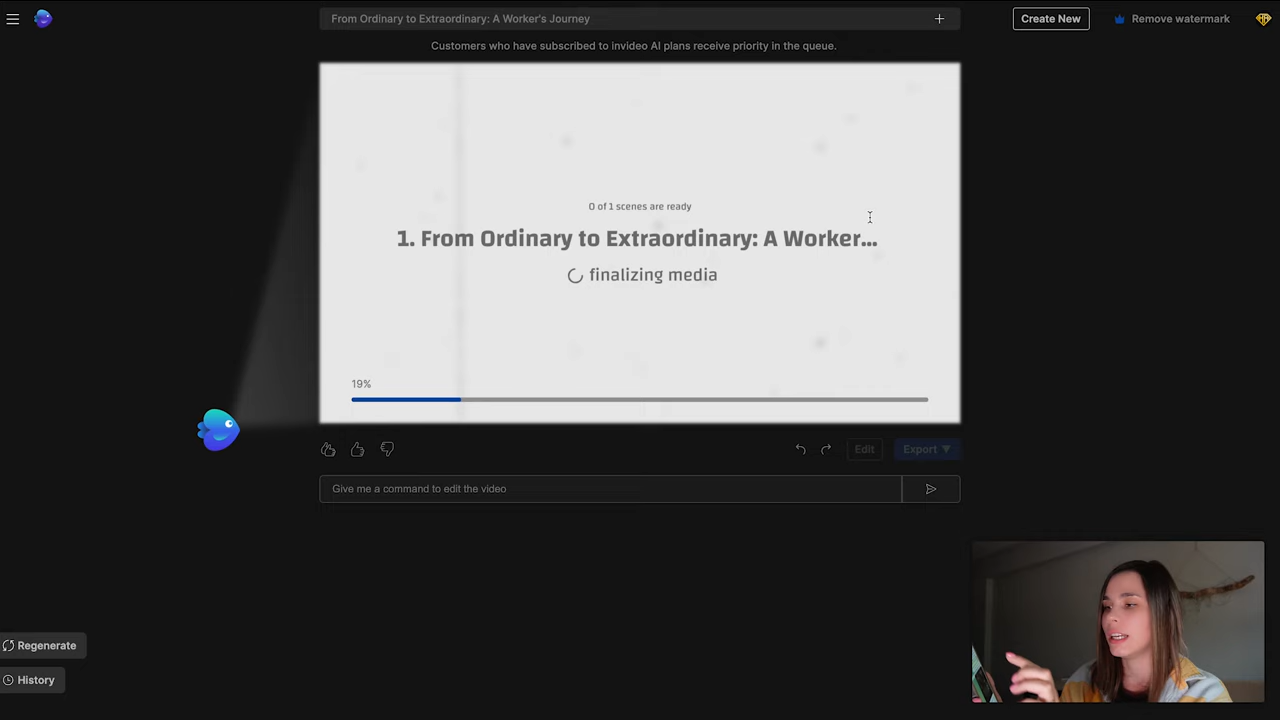 From Ordinary to Extraordinary: A Worker's Journey
Create New
Remove watermark
Customers who have subscribed to invideo AI plans receive priority in the queue.
0 of 1 scenes are ready
1. From Ordinary to Extraordinary: A Worker...
finalizing media
19%
Edit
Export
Give me a command to edit the video
Regenerate
History